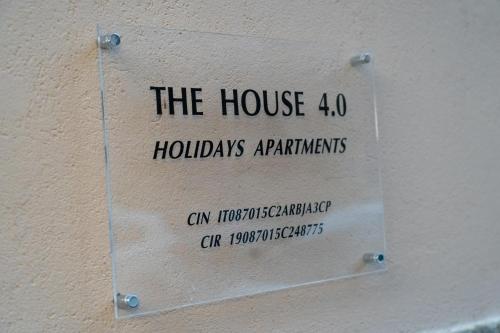 THE HOUSE 4.0
HOLIDAYS APARTMENTS
CIN IT087015C2ARBJA3CP
CIR 19087015C248775